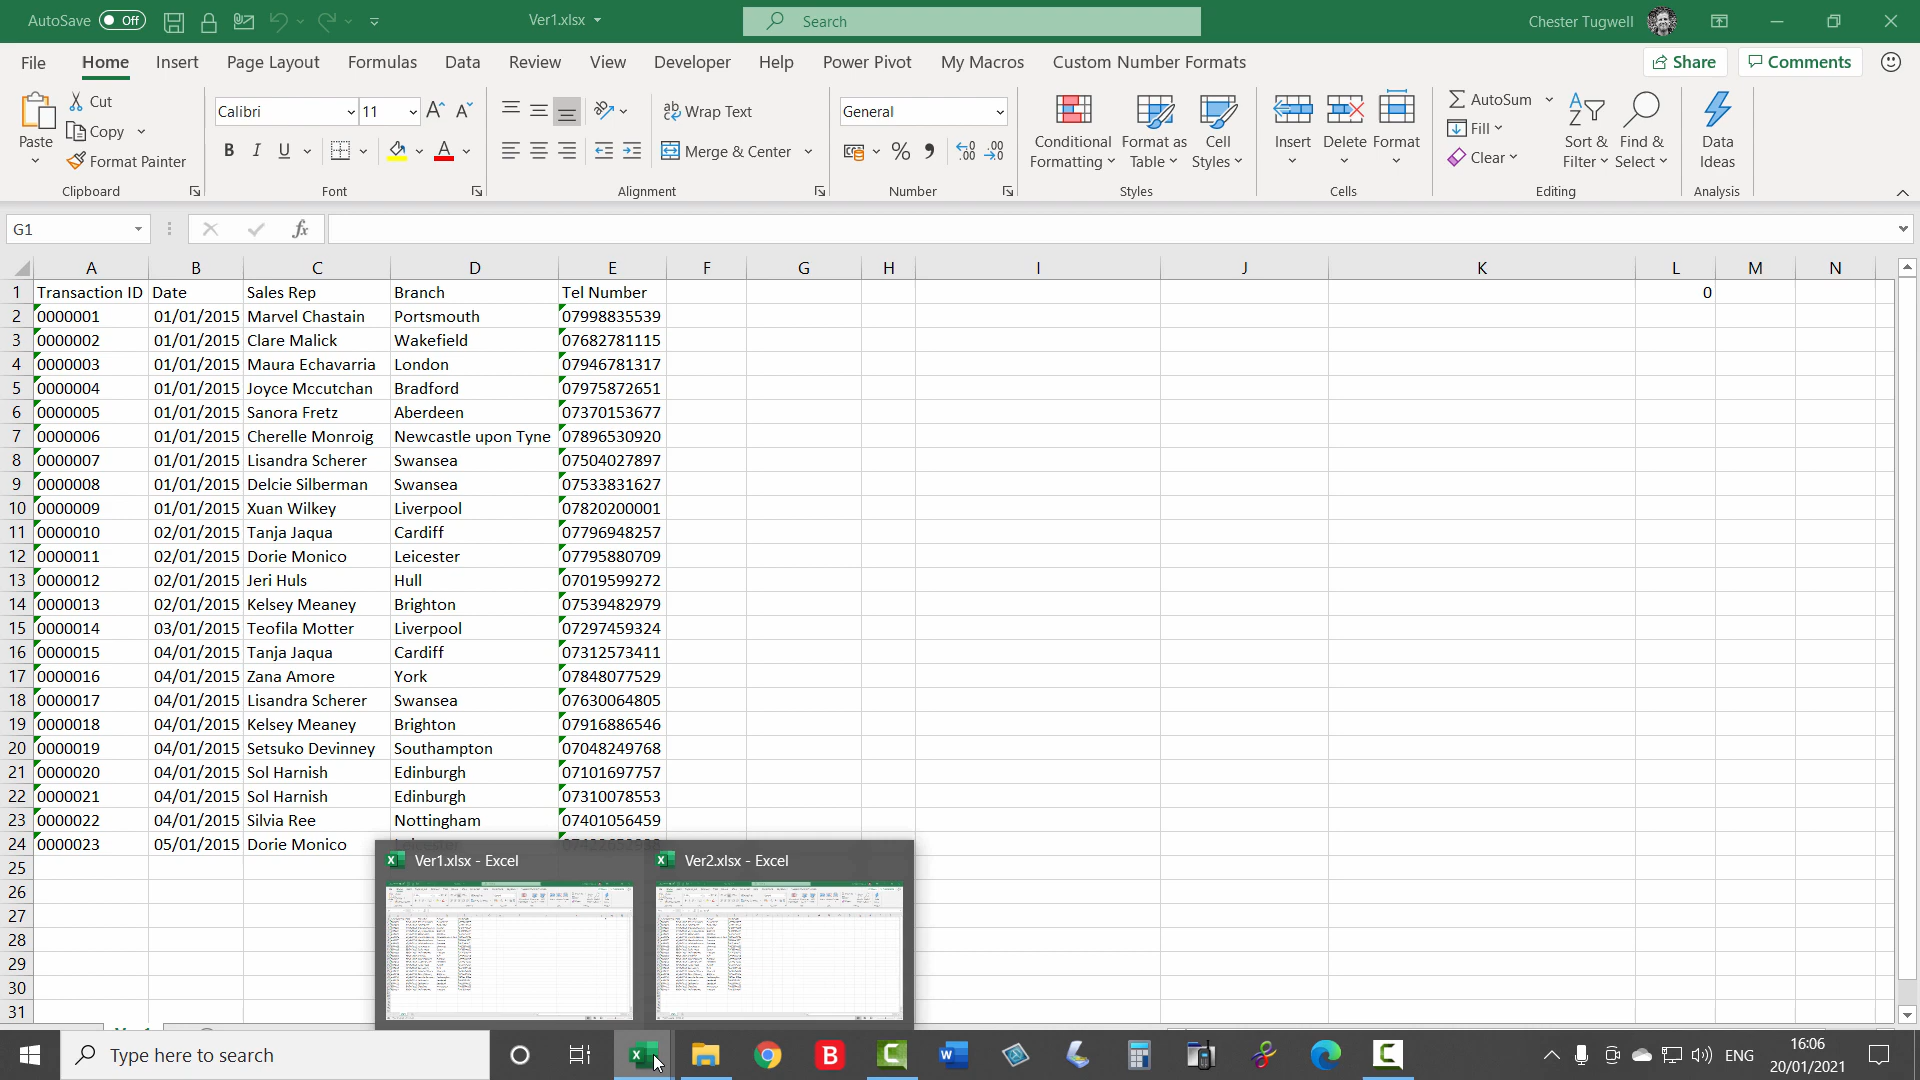 AutoSave Off Ver1.xlsx Search Chester Tugwell
File Home Insert Page Layout Formulas Data Review View Developer Help Power Pivot My Macros Custom Number Formats Share Comments
Paste Cut Copy Format Painter
Calibri 11
B I U A
Wrap Text
Merge & Center
General
Conditional Formatting Format as Table Cell Styles
Insert Delete Format
AutoSum Fill Clear
Sort & Filter Find & Select
Data Ideas
Clipboard Font Alignment Number Styles Cells Editing Analysis
G1 fx
A B C D E F G H I J K L M N
1 Transaction ID Date Sales Rep Branch Tel Number 0
2 0000001 01/01/2015 Marvel Chastain Portsmouth 07998835539
3 0000002 01/01/2015 Clare Malick Wakefield 07682781115
4 0000003 01/01/2015 Maura Echavarria London 07946781317
5 0000004 01/01/2015 Joyce Mccutchan Bradford 07975872651
6 0000005 01/01/2015 Sanora Fretz Aberdeen 07370153677
7 0000006 01/01/2015 Cherelle Monroig Newcastle upon Tyne 07896530920
8 0000007 01/01/2015 Lisandra Scherer Swansea 07504027897
9 0000008 01/01/2015 Delcie Silberman Swansea 07533831627
10 0000009 01/01/2015 Xuan Wilkey Liverpool 07820200001
11 0000010 02/01/2015 Tanja Jaqua Cardiff 07796948257
12 0000011 02/01/2015 Dorie Monico Leicester 07795880709
13 0000012 02/01/2015 Jeri Huls Hull 07019599272
14 0000013 02/01/2015 Kelsey Meaney Brighton 07539482979
15 0000014 03/01/2015 Teofila Motter Liverpool 07297459324
16 0000015 04/01/2015 Tanja Jaqua Cardiff 07312573411
17 0000016 04/01/2015 Zana Amore York 07848077529
18 0000017 04/01/2015 Lisandra Scherer Swansea 07630064805
19 0000018 04/01/2015 Kelsey Meaney Brighton 07916886546
20 0000019 04/01/2015 Setsuko Devinney Southampton 07048249768
21 0000020 04/01/2015 Sol Harnish Edinburgh 07101697757
22 0000021 04/01/2015 Sol Harnish Edinburgh 07310078553
23 0000022 04/01/2015 Silvia Ree Nottingham 07401056459
24 0000023 05/01/2015 Dorie Monico
25
26
27
28
29
30
31
Ver1.xlsx - Excel Ver2.xlsx - Excel
Type here to search ENG 16:06
20/01/2021